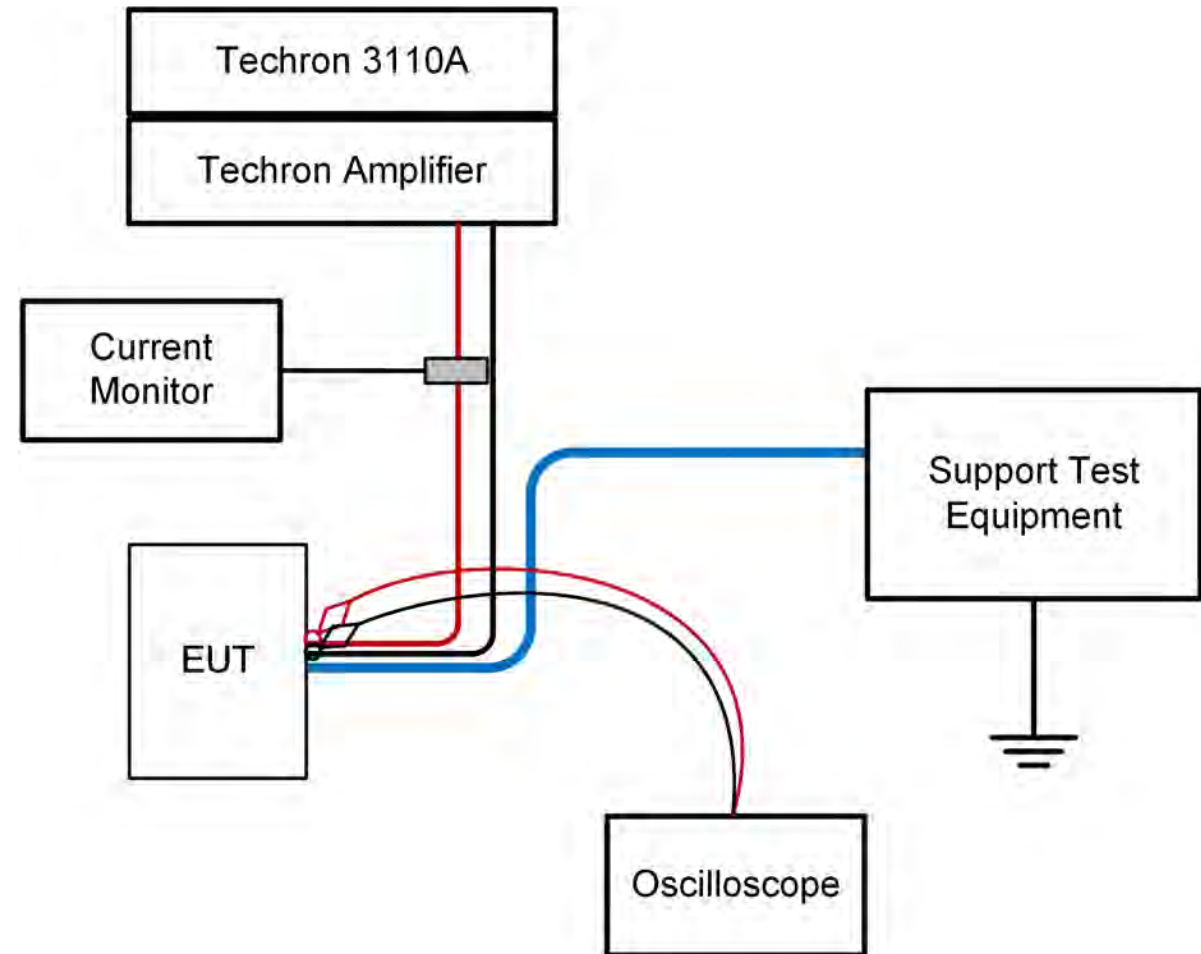 Techron 3110A
Techron Amplifier
Current
Monitor
Support Test
Equipment
EUT
Oscilloscope